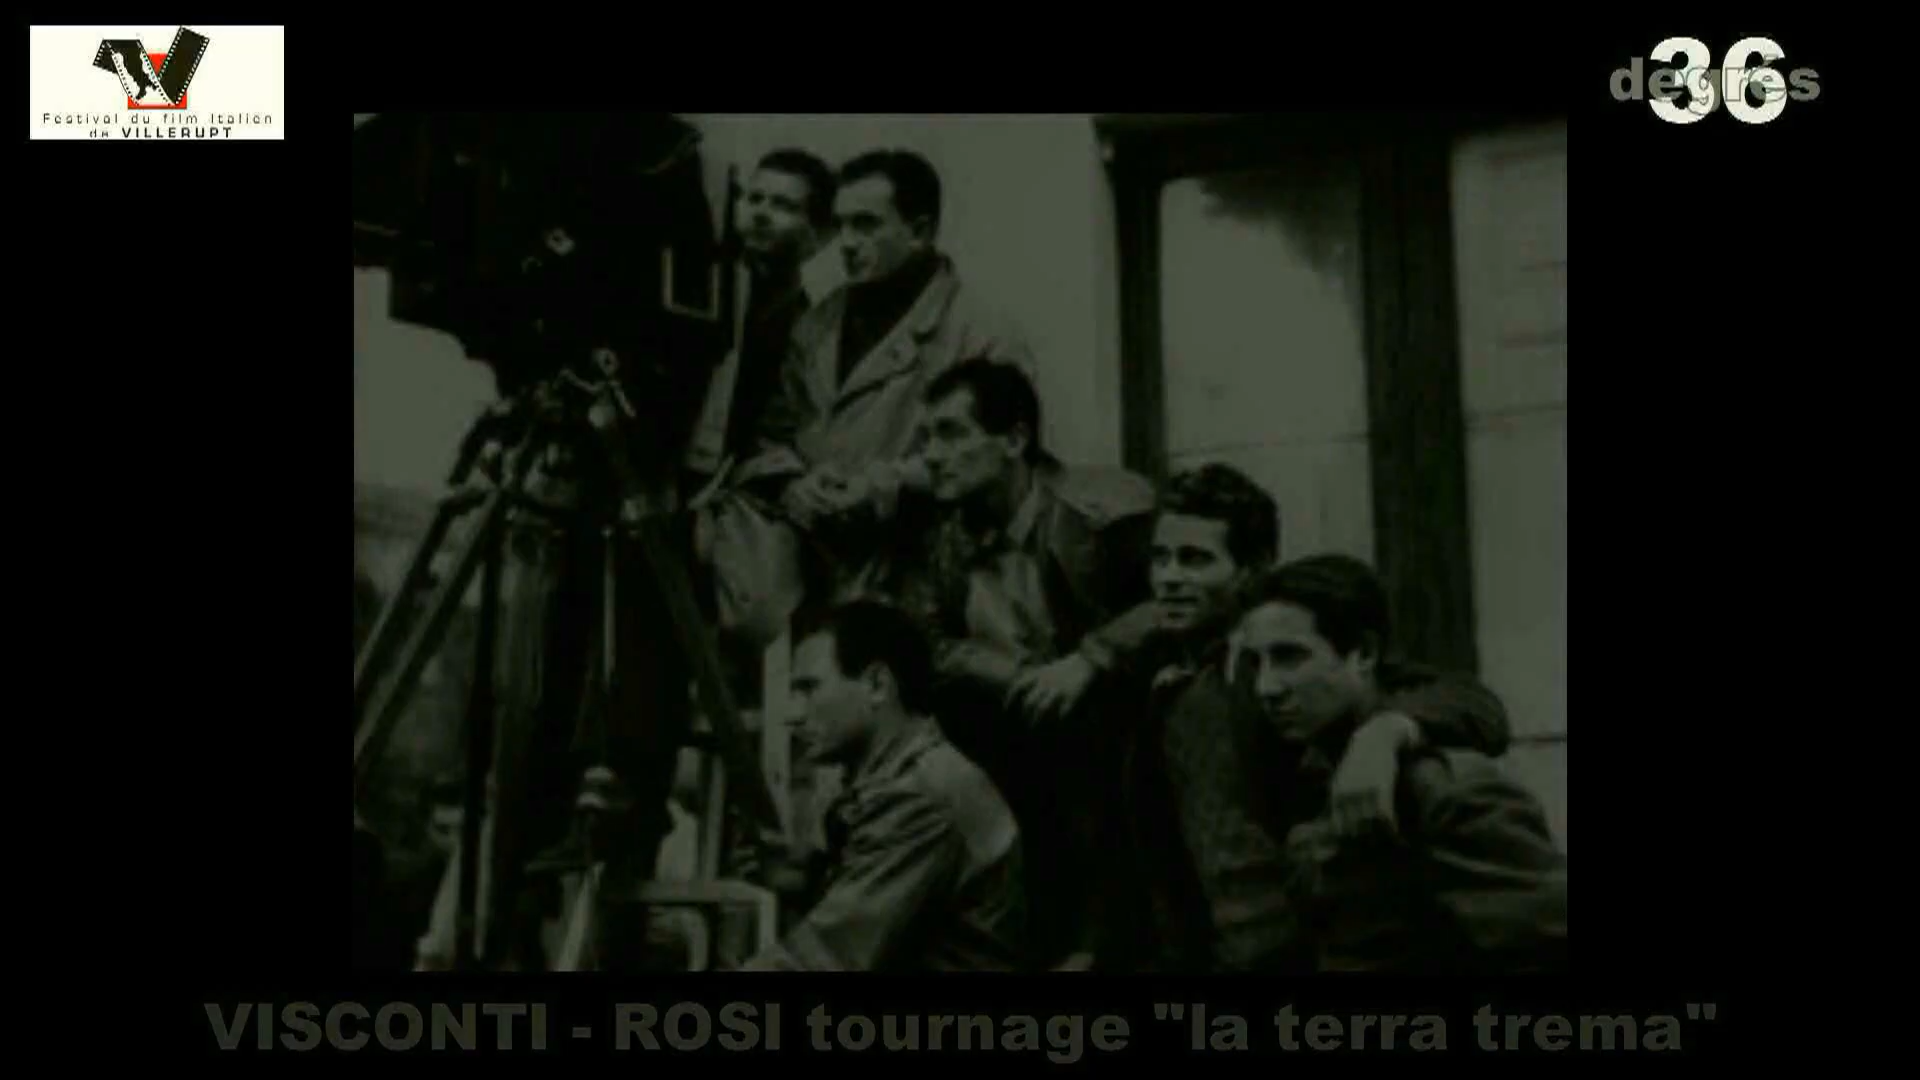 Festival du film Italien
de VILLERUPT
36
degrés
VISCONTI - ROSI tournage "la terra trema"